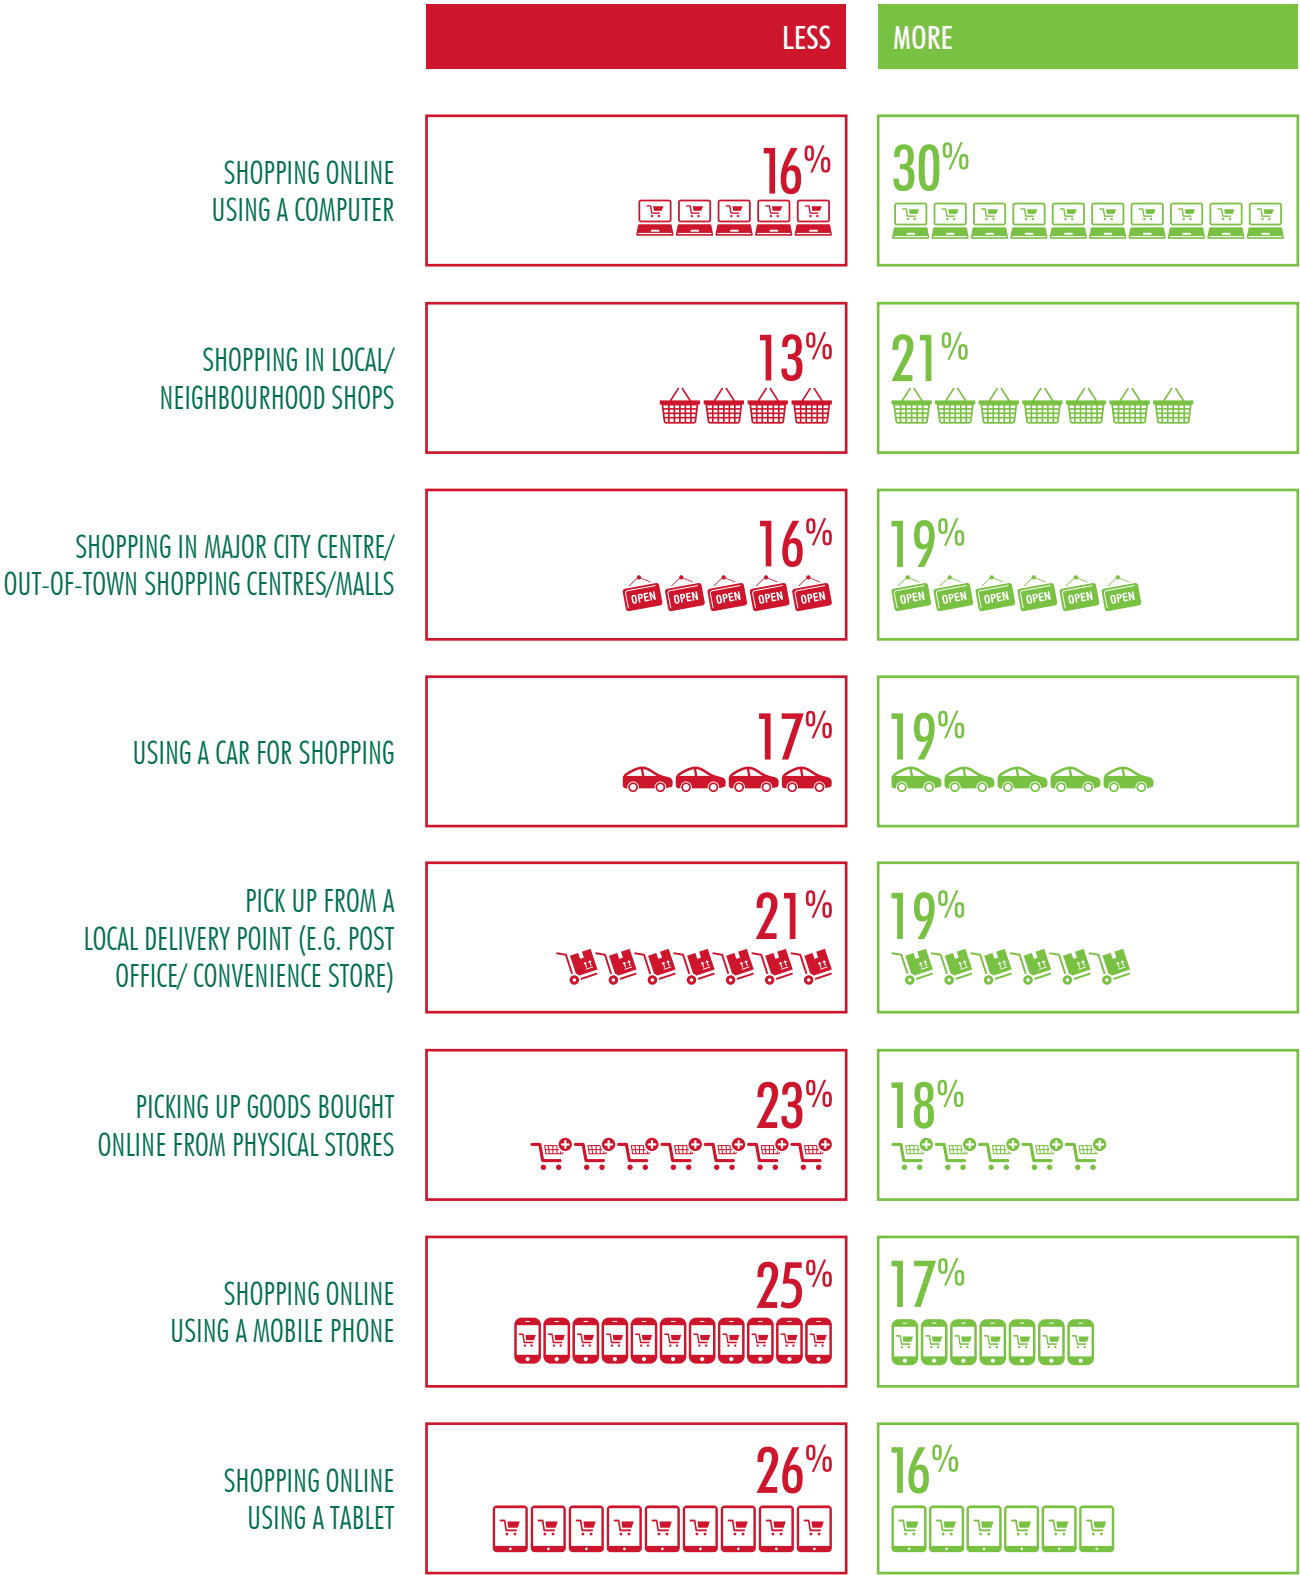 LESS
MORE
SHOPPING ONLINE
USING A COMPUTER
16%
30%
SHOPPING IN LOCAL/
NEIGHBOURHOOD SHOPS
13%
21%
SHOPPING IN MAJOR CITY CENTRE/
OUT-OF-TOWN SHOPPING CENTRES/MALLS
16%
OPEN OPEN OPEN OPEN OPEN
19%
OPEN OPEN OPEN OPEN OPEN OPEN
USING A CAR FOR SHOPPING
17%
19%
PICK UP FROM A
LOCAL DELIVERY POINT (E.G. POST
OFFICE/ CONVENIENCE STORE)
21%
19%
PICKING UP GOODS BOUGHT
ONLINE FROM PHYSICAL STORES
23%
18%
SHOPPING ONLINE
USING A MOBILE PHONE
25%
17%
SHOPPING ONLINE
USING A TABLET
26%
16%